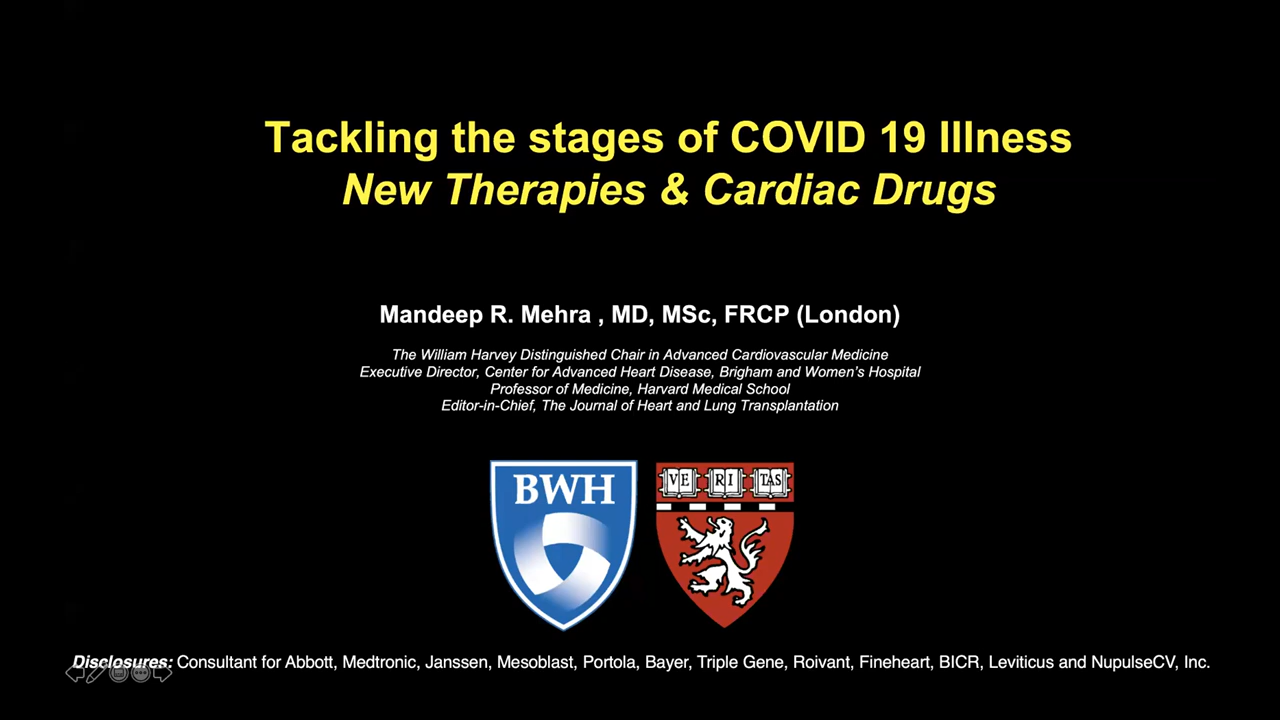 Tackling the stages of COVID 19 Illness
New Therapies & Cardiac Drugs
Mandeep R. Mehra , MD, MSc, FRCP (London)
The William Harvey Distinguished Chair in Advanced Cardiovascular Medicine
Executive Director, Center for Advanced Heart Disease, Brigham and Women's Hospital
Professor of Medicine, Harvard Medical School
Editor-in-Chief, The Journal of Heart and Lung Transplantation
BWH
VE RI TAS
Disclosures: Consultant for Abbott, Medtronic, Janssen, Mesoblast, Portola, Bayer, Triple Gene, Roivant, Fineheart, BICR, Leviticus and NupulseCV, Inc.